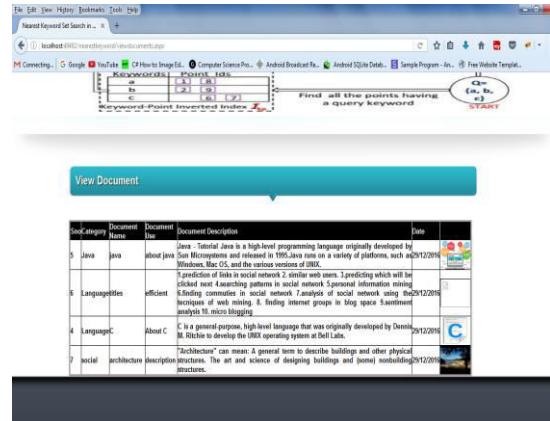 File Edit View History Bookmarks Tools Help
Nearest Keyword Set Search in ...
localhost:49402/nearestkeyword/viewdocuments.aspx
Connecting... Google YouTube C# How to Image Ed... Computer Science Pro... Android Broadcast Re... Android SQLite Datab... Sample Program - An... Free Website Templat...
Keywords Point Ids
a 1 8
b 2 9
c 6 7
Keyword-Point Inverted Index
Find all the points having
a query keyword
Q=
{a, b,
c}
START
View Document
Sno Category Document Name Document Use Document Description Date
5 Java java about java Java - Tutorial Java is a high-level programming language originally developed by
Sun Microsystems and released in 1995.Java runs on a variety of platforms, such as 29/12/2016
Windows, Mac OS, and the various versions of UNIX.
1.prediction of links in social network 2. similar web users. 3.predicting which will be
clicked next 4.searching patterns in social network 5.personal information mining
6 Language titles efficient 6.finding commuties in social network 7.analysis of social network using the 29/12/2016
tecniques of web mining. 8. finding internet groups in blog space 9.sentiment
analysis 10. micro blogging
4 Language C About C C is a general-purpose, high-level language that was originally developed by Dennis 29/12/2016
M. Ritchie to develop the UNIX operating system at Bell Labs.
C
"Architecture" can mean: A general term to describe buildings and other physical
7 social architecture description structures. The art and science of designing buildings and (some) nonbuilding 29/12/2016
structures.